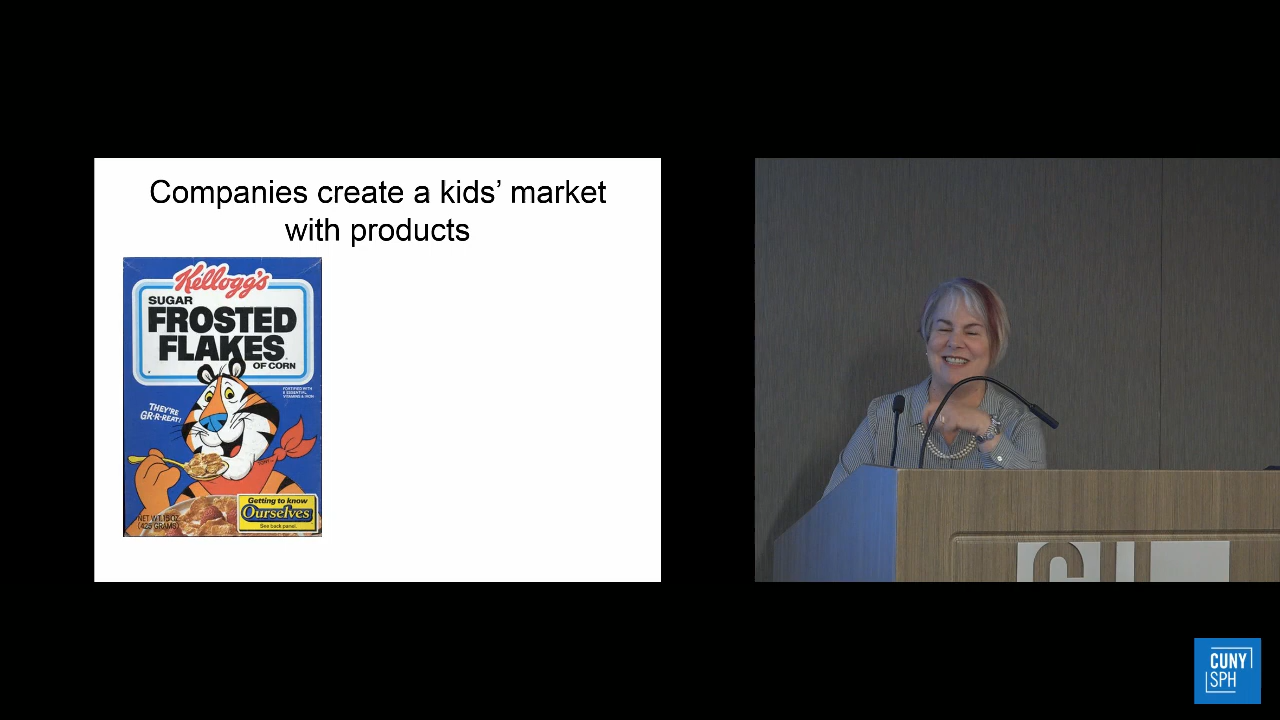 Companies create a kids’ market
with products
Kellogg's
SUGAR
FROSTED
FLAKES
OF CORN
FORTIFIED WITH
8 ESSENTIAL
VITAMINS & IRON
THEY'RE
GR-R-REAT!
TONY
Getting to know
Ourselves
See back panel.
NET WT. 15 OZ.
(425 GRAMS)
CUNY
SPH